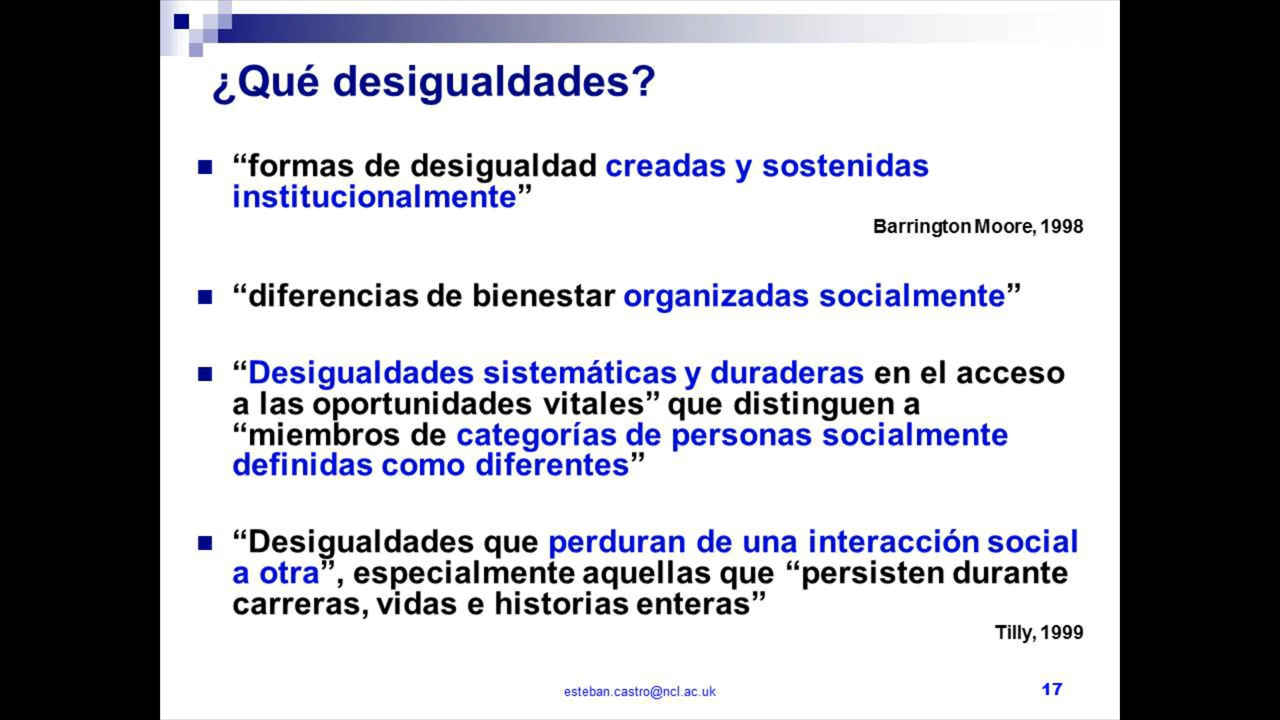 ¿Qué desigualdades?
“formas de desigualdad creadas y sostenidas
institucionalmente”
Barrington Moore, 1998
“diferencias de bienestar organizadas socialmente”
“Desigualdades sistemáticas y duraderas en el acceso
a las oportunidades vitales” que distinguen a
“miembros de categorías de personas socialmente
definidas como diferentes”
“Desigualdades que perduran de una interacción social
a otra”, especialmente aquellas que “persisten durante
carreras, vidas e historias enteras”
Tilly, 1999
esteban.castro@ncl.ac.uk
17